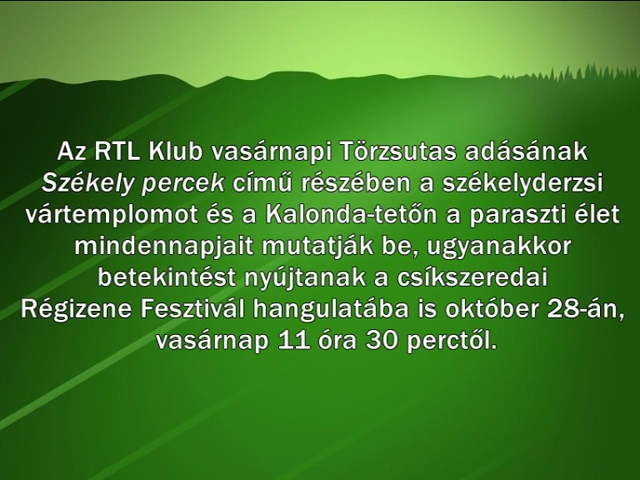 Az RTL Klub vasárnapi Törzsutas adásának
Székely percek című részében a székelyderzsi
vártemplomot és a Kalonda-tetőn a paraszti élet
mindennapjait mutatják be, ugyanakkor
betekintést nyújtanak a csíkszeredai
Régizene Fesztivál hangulatába is október 28-án,
vasárnap 11 óra 30 perctől.